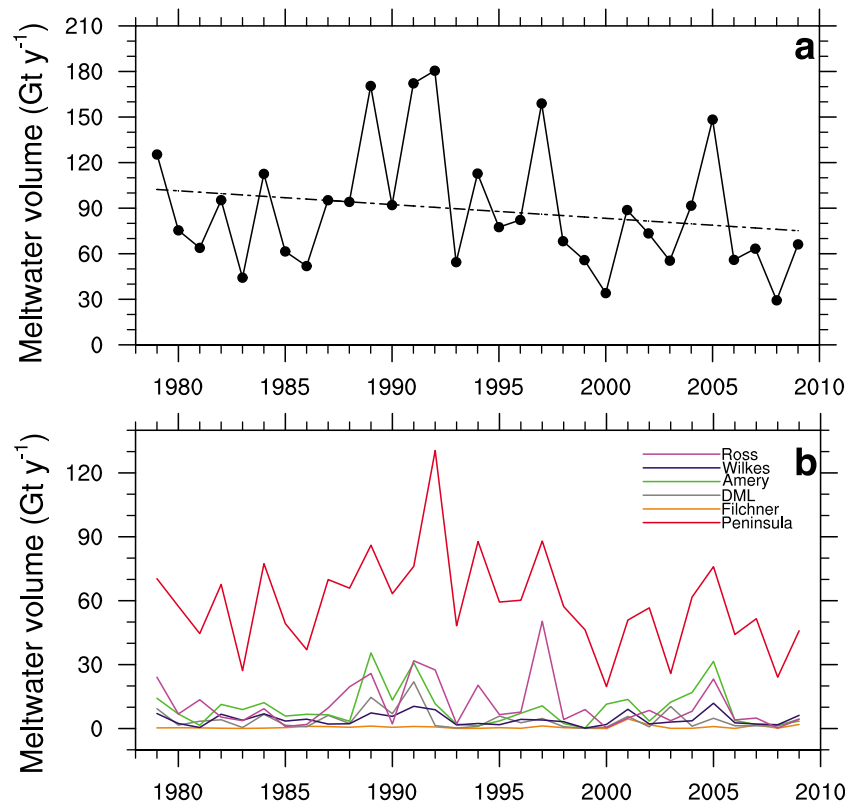 a
Meltwater volume (Gt y⁻¹)
210
180
150
120
90
60
30
0
1980 1985 1990 1995 2000 2005 2010
b
Meltwater volume (Gt y⁻¹)
120
90
60
30
0
Ross
Wilkes
Amery
DML
Filchner
Peninsula
1980 1985 1990 1995 2000 2005 2010